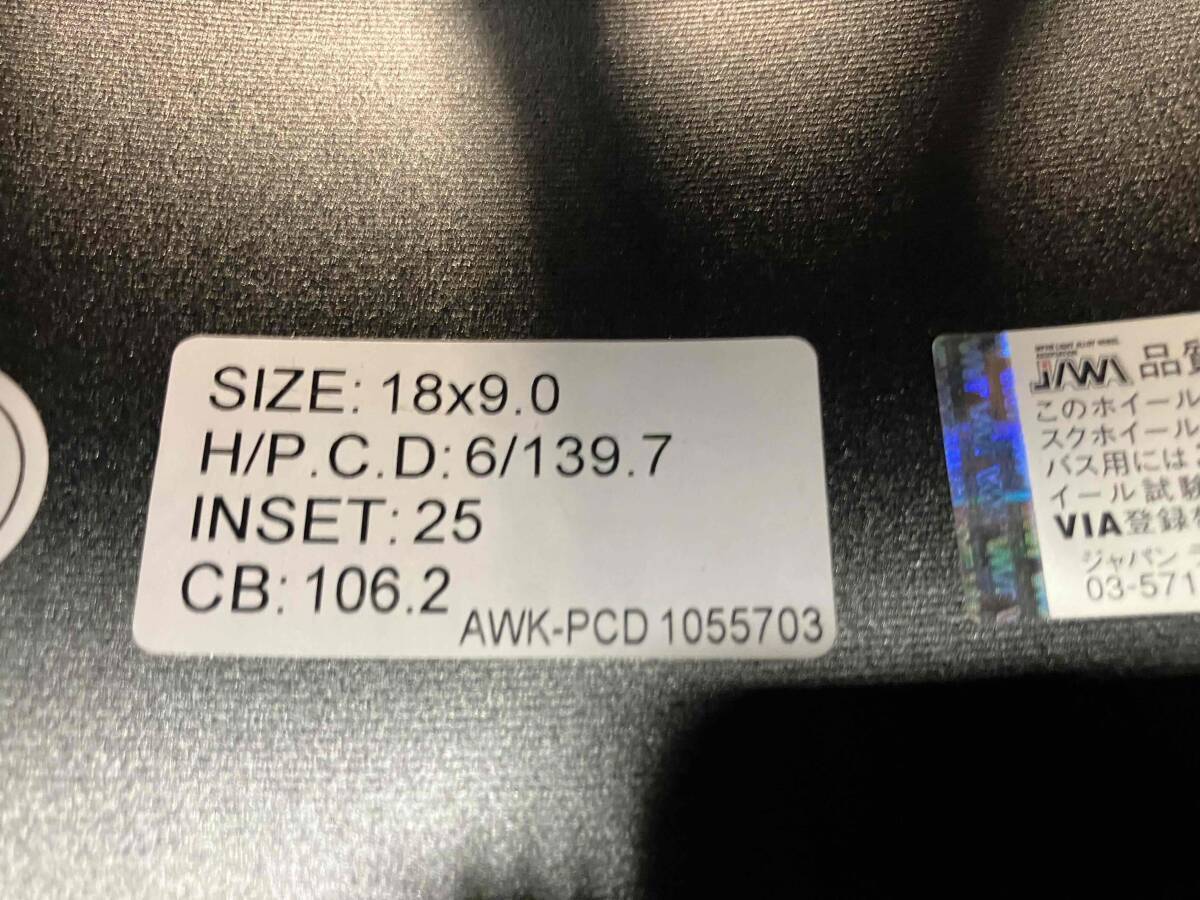 SIZE: 18x9.0
H/P.C.D: 6/139.7
INSET: 25
CB: 106.2
AWK-PCD 1055703
JAWA 品質
このホイール
スクホイール
バス用には
イール試験
VIA登録
ジャパン
03-571